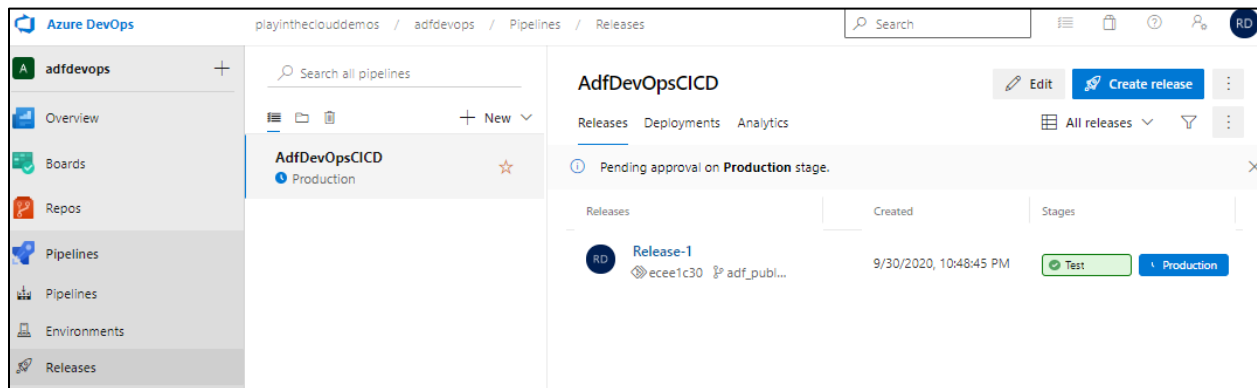 Azure DevOps
playintheclouddemos / adfdevops / Pipelines / Releases
Search
RD
A adfdevops
Overview
Boards
Repos
Pipelines
Pipelines
Environments
Releases
Search all pipelines
New
AdfDevOpsCICD
Production
AdfDevOpsCICD
Edit
Create release
Releases Deployments Analytics
All releases
Pending approval on Production stage.
Releases Created Stages
RD
Release-1
ecee1c30 adf_publ...
9/30/2020, 10:48:45 PM
Test
Production